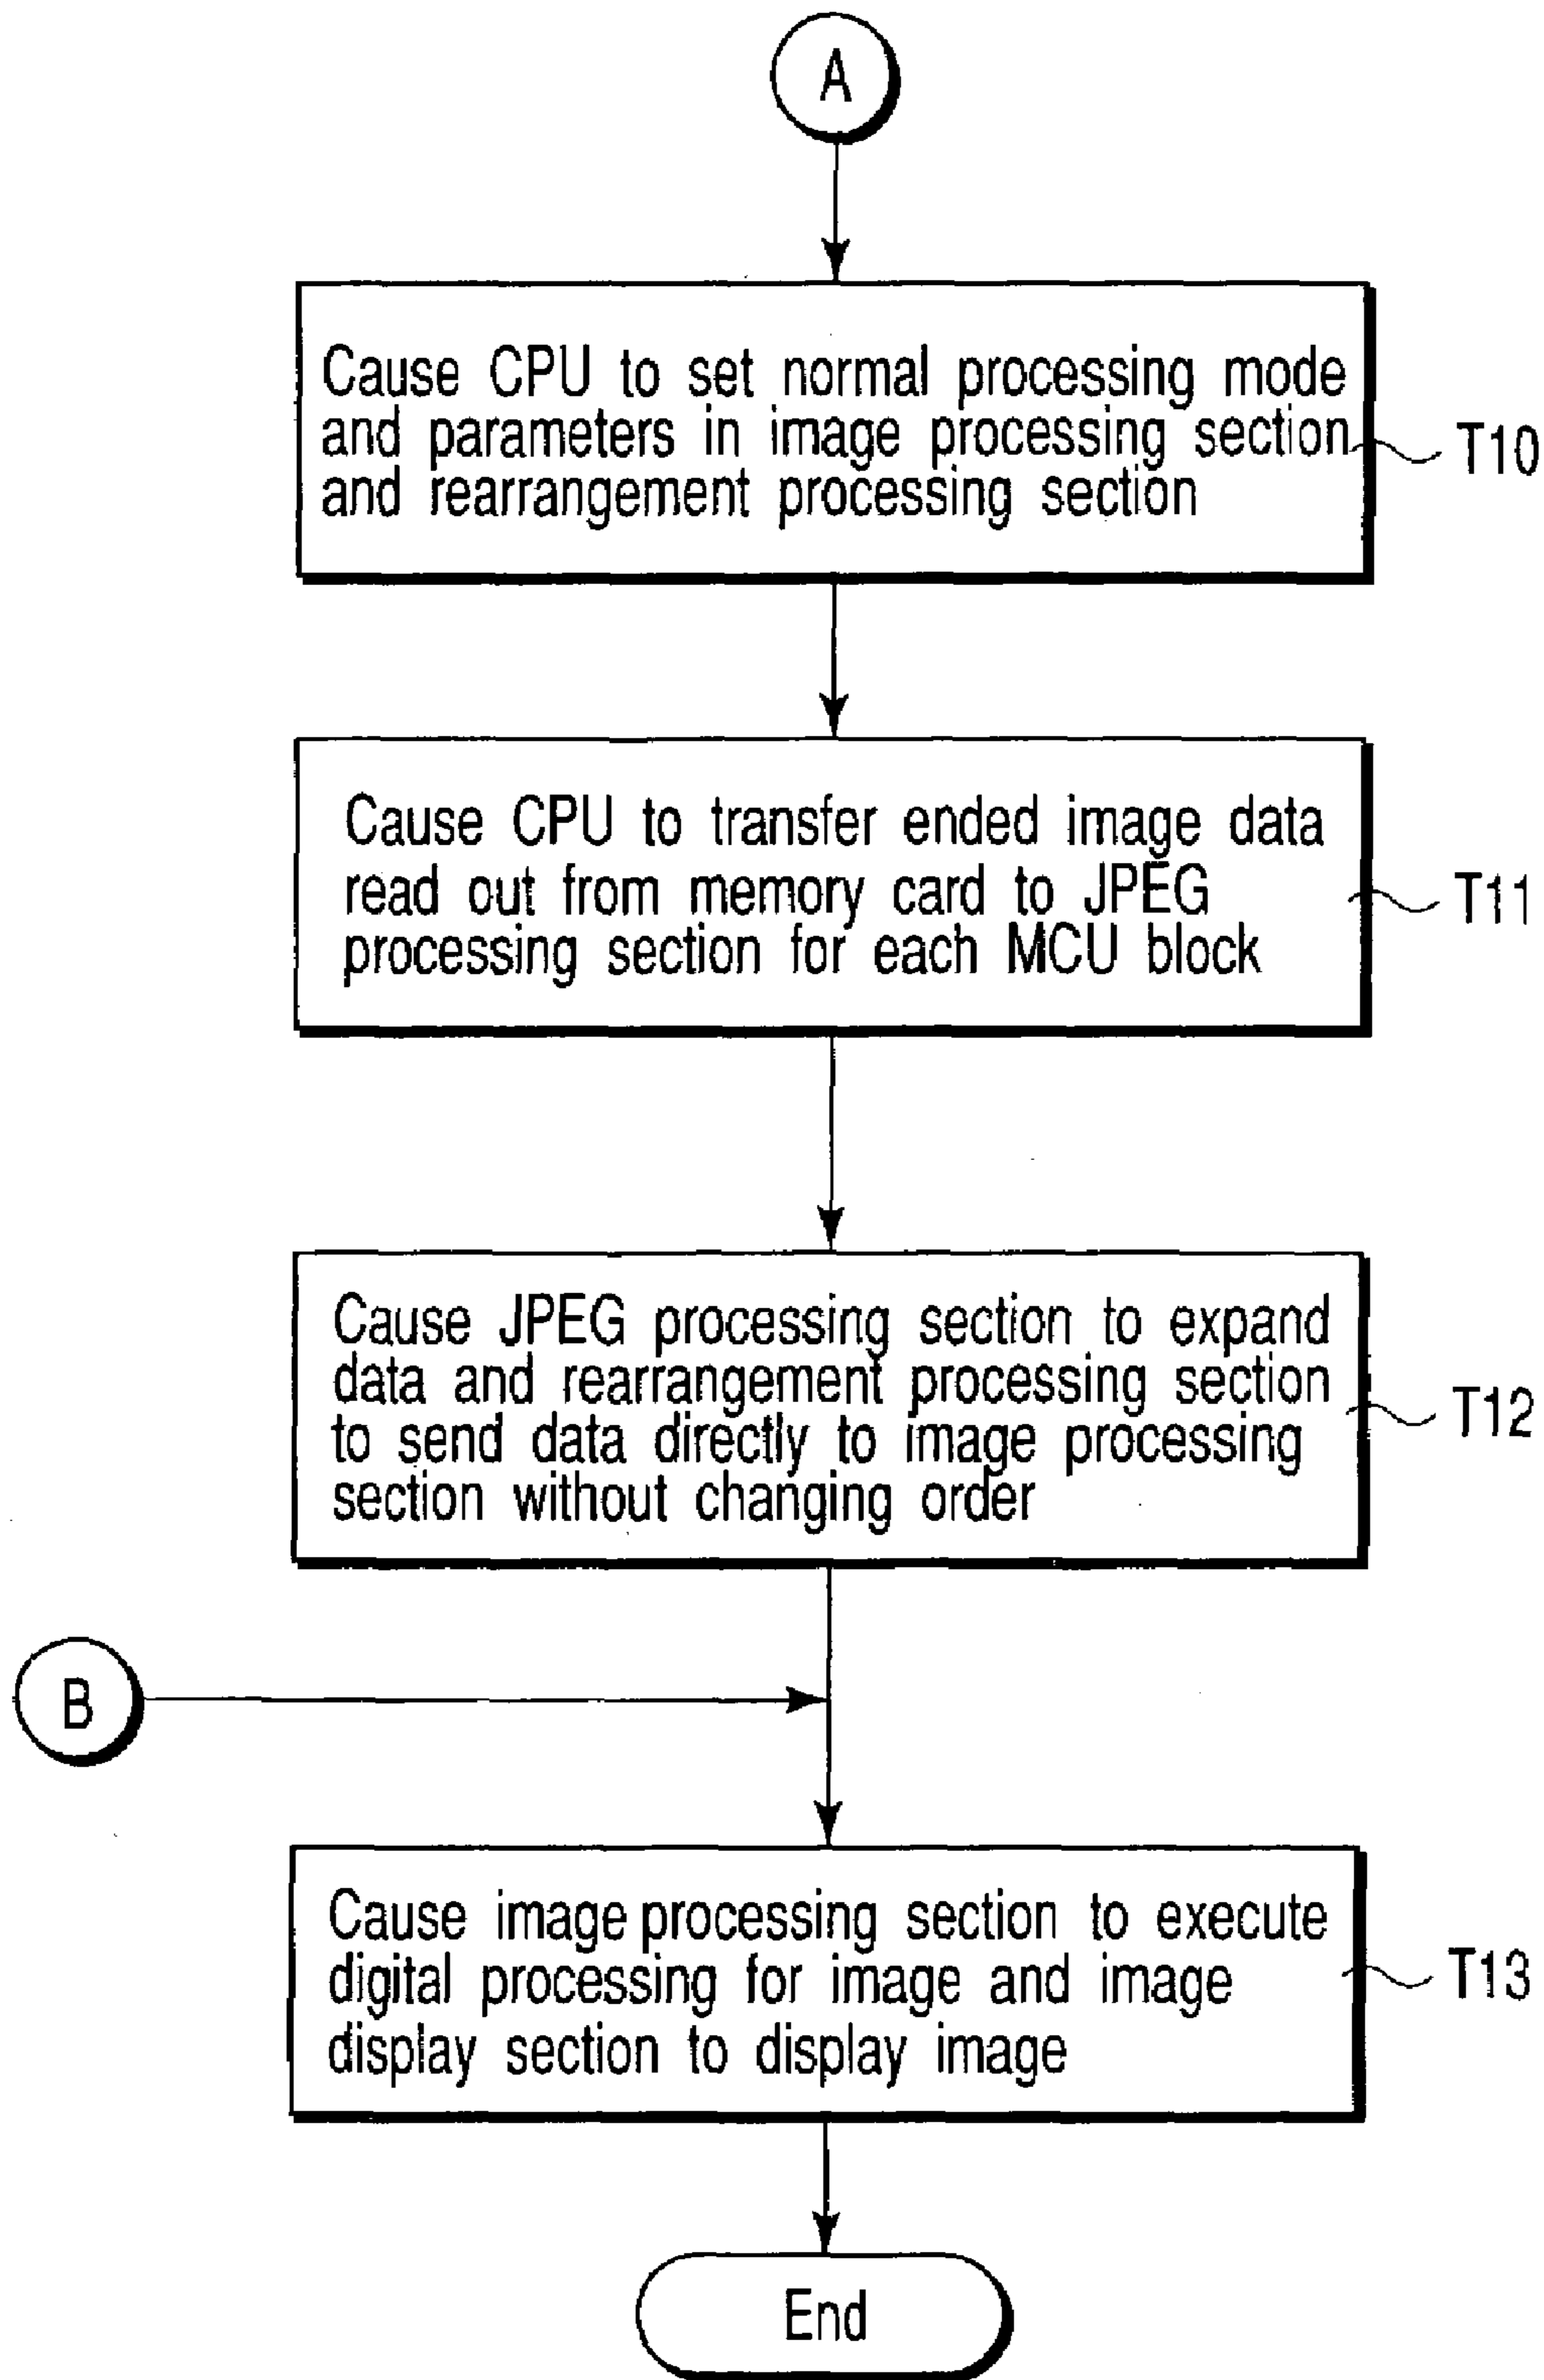 A
Cause CPU to set normal processing mode
and parameters in image processing section
and rearrangement processing section
T10
Cause CPU to transfer ended image data
read out from memory card to JPEG
processing section for each MCU block
T11
Cause JPEG processing section to expand
data and rearrangement processing section
to send data directly to image processing
section without changing order
T12
B
Cause image processing section to execute
digital processing for image and image
display section to display image
T13
End